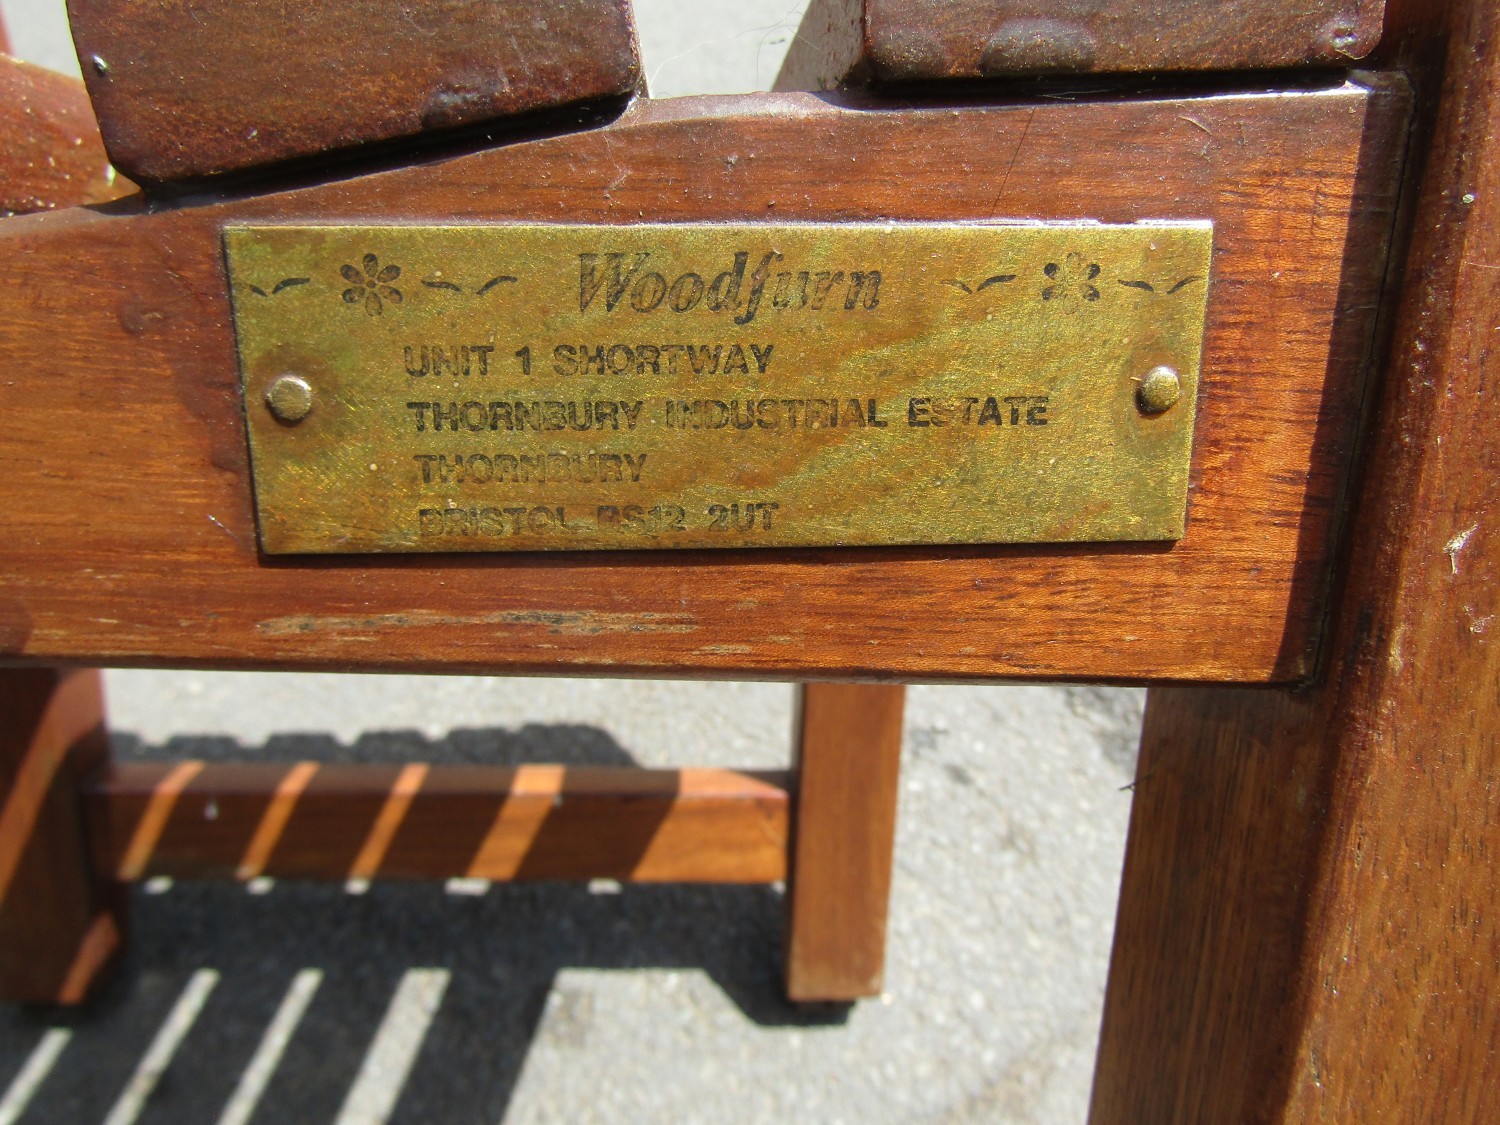 Woodfurn
UNIT 1 SHORTWAY
THORNBURY INDUSTRIAL ESTATE
THORNBURY
BRISTOL BS12 2UT